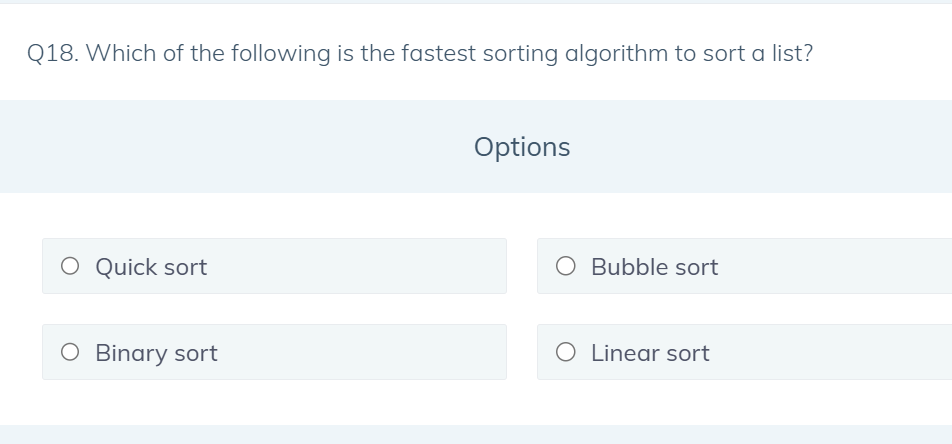 Q18. Which of the following is the fastest sorting algorithm to sort a list?
Options
Quick sort
Bubble sort
Binary sort
Linear sort